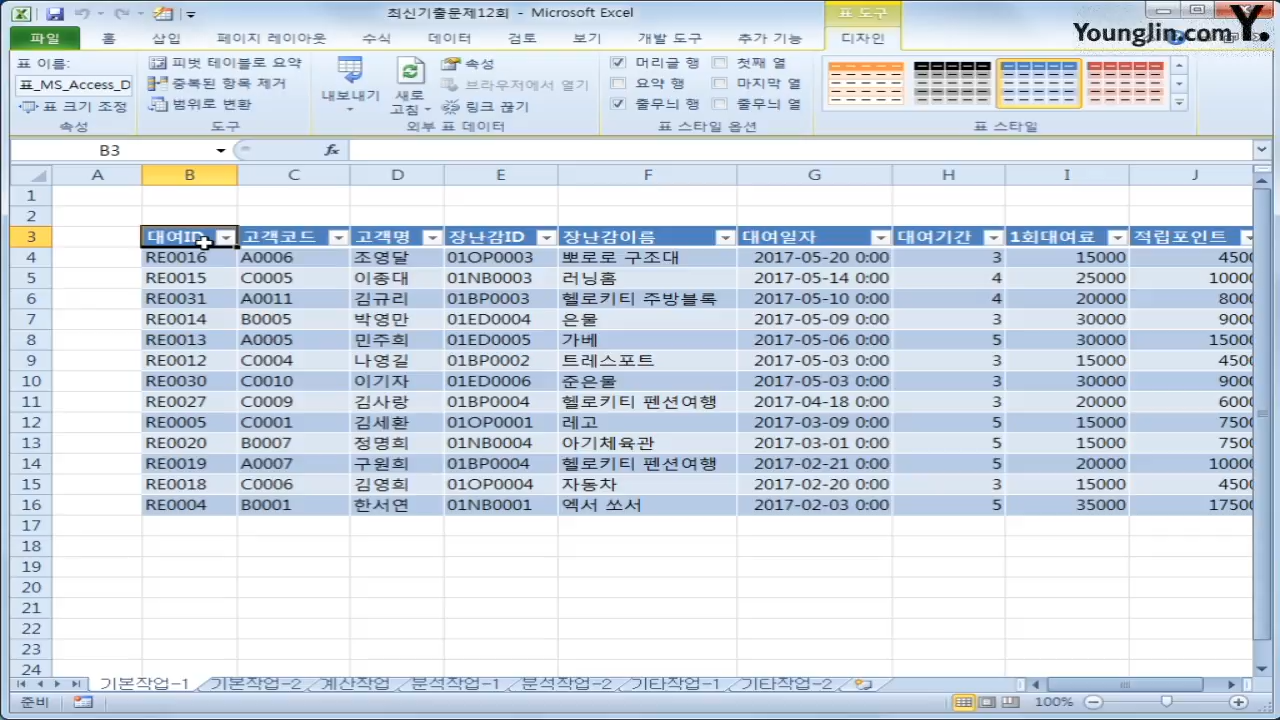 최신기출문제12회 - Microsoft Excel
표 도구
Younglin.com Y.
파일 홈 삽입 페이지 레이아웃 수식 데이터 검토 보기 개발 도구 추가 기능 디자인
표 이름:
표_MS_Access_D
표 크기 조정
속성
피벗 테이블로 요약
중복된 항목 제거
범위로 변환
도구
내보내기
새로
고침
속성
브라우저에서 열기
링크 끊기
외부 표 데이터
머리글 행 첫째 열
요약 행 마지막 열
줄무늬 행 줄무늬 열
표 스타일 옵션
표 스타일
B3 fx
A B C D E F G H I J
1
2
3 대여ID 고객코드 고객명 장난감ID 장난감이름 대여일자 대여기간 1회대여료 적립포인트
4 RE0016 A0006 조영달 01OP0003 뽀로로 구조대 2017-05-20 0:00 3 15000 4500
5 RE0015 C0005 이종대 01NB0003 러닝홈 2017-05-14 0:00 4 25000 10000
6 RE0031 A0011 김규리 01BP0003 헬로키티 주방블록 2017-05-10 0:00 4 20000 8000
7 RE0014 B0005 박영만 01ED0004 은물 2017-05-09 0:00 3 30000 9000
8 RE0013 A0005 민주희 01ED0005 가베 2017-05-06 0:00 5 30000 15000
9 RE0012 C0004 나영길 01BP0002 트레스포트 2017-05-03 0:00 3 15000 4500
10 RE0030 C0010 이기자 01ED0006 준은물 2017-05-03 0:00 3 30000 9000
11 RE0027 C0009 김사랑 01BP0004 헬로키티 펜션여행 2017-04-18 0:00 3 20000 6000
12 RE0005 C0001 김세환 01OP0001 레고 2017-03-09 0:00 5 15000 7500
13 RE0020 B0007 정명희 01NB0004 아기체육관 2017-03-01 0:00 5 15000 7500
14 RE0019 A0007 구원희 01BP0004 헬로키티 펜션여행 2017-02-21 0:00 5 20000 10000
15 RE0018 C0006 김영희 01OP0004 자동차 2017-02-20 0:00 3 15000 4500
16 RE0004 B0001 한서연 01NB0001 엑서 쏘서 2017-02-03 0:00 5 35000 17500
17
18
19
20
21
22
23
24
기본작업-1 기본작업-2 계산작업 분석작업-1 분석작업-2 기타작업-1 기타작업-2
준비 100%